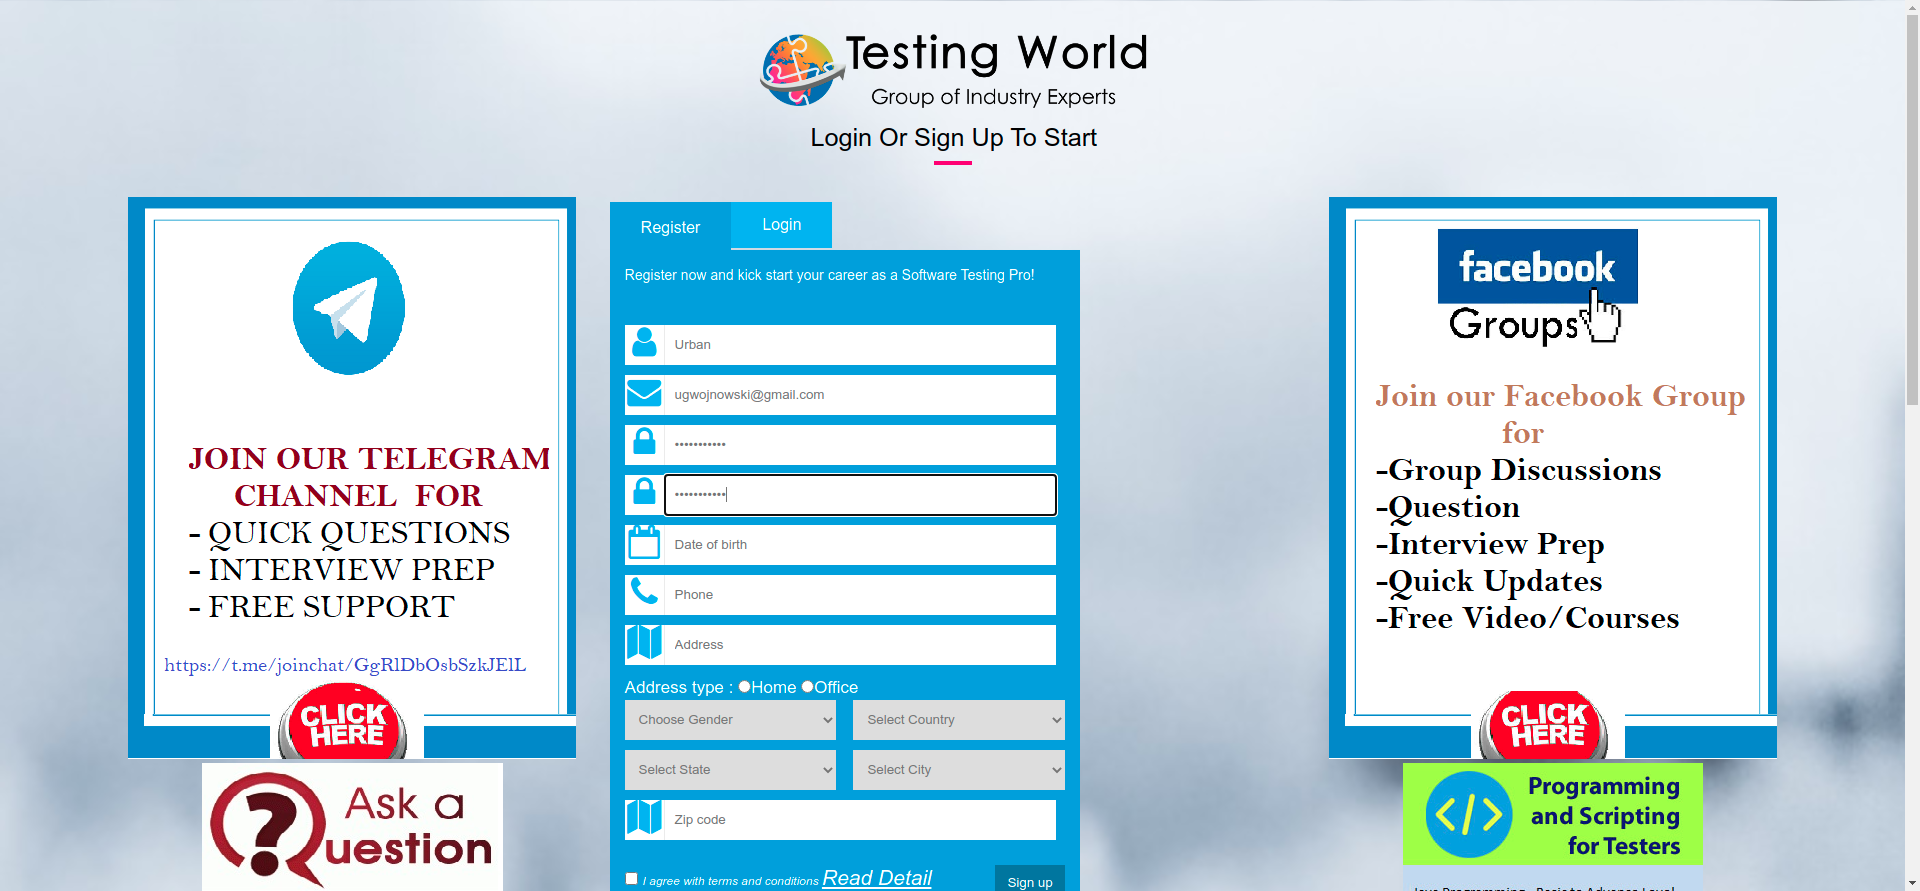 Testing World
Group of Industry Experts
Login Or Sign Up To Start
JOIN OUR TELEGRAM
CHANNEL FOR
- QUICK QUESTIONS
- INTERVIEW PREP
- FREE SUPPORT
https://t.me/joinchat/GgRlDbOsbSzkJElL
CLICK
HERE
Ask a
Question
Register
Login
Register now and kick start your career as a Software Testing Pro!
Urban
ugwojnowski@gmail.com
•••••••••••
•••••••••••
Date of birth
Phone
Address
Address type : Home Office
Choose Gender
Select Country
Select State
Select City
Zip code
I agree with terms and conditions Read Detail
Sign up
facebook
Groups
Join our Facebook Group
for
-Group Discussions
-Question
-Interview Prep
-Quick Updates
-Free Video/Courses
CLICK
HERE
</>
Programming
and Scripting
for Testers